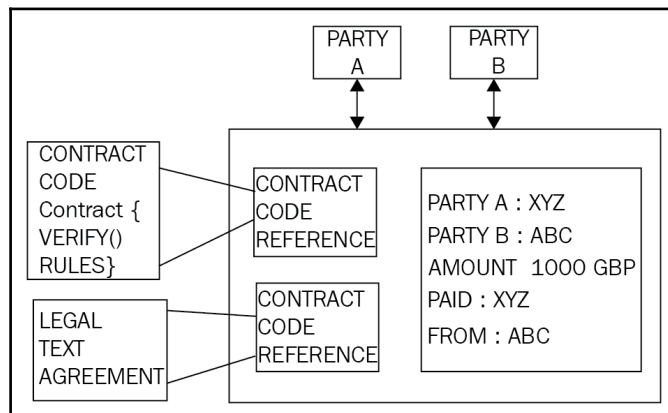 PARTY
A
PARTY
B
CONTRACT
CODE
Contract {
VERIFY()
RULES}
CONTRACT
CODE
REFERENCE
LEGAL
TEXT
AGREEMENT
CONTRACT
CODE
REFERENCE
PARTY A : XYZ
PARTY B : ABC
AMOUNT 1000 GBP
PAID : XYZ
FROM : ABC